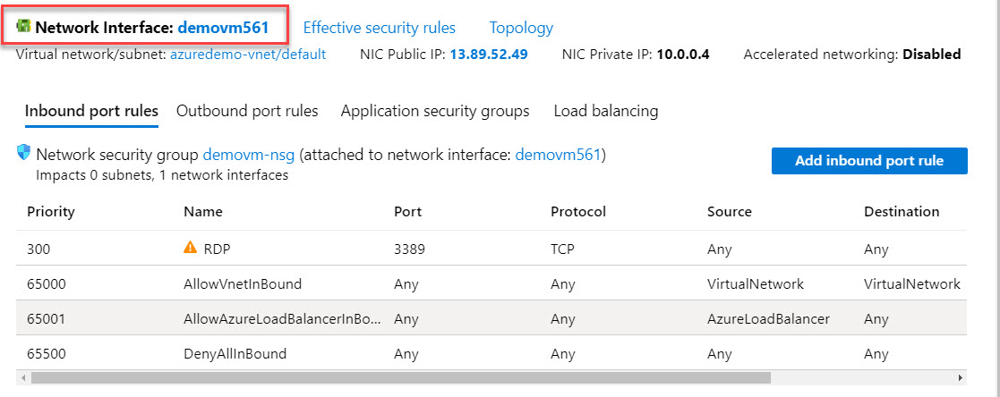 Network Interface: demovm561 Effective security rules Topology
Virtual network/subnet: azuredemo-vnet/default NIC Public IP: 13.89.52.49 NIC Private IP: 10.0.0.4 Accelerated networking: Disabled
Inbound port rules Outbound port rules Application security groups Load balancing
Network security group demovm-nsg (attached to network interface: demovm561)
Impacts 0 subnets, 1 network interfaces
Add inbound port rule
Priority Name Port Protocol Source Destination
300 RDP 3389 TCP Any Any
65000 AllowVnetInBound Any Any VirtualNetwork VirtualNetwork
65001 AllowAzureLoadBalancerInBo... Any Any AzureLoadBalancer Any
65500 DenyAllInBound Any Any Any Any